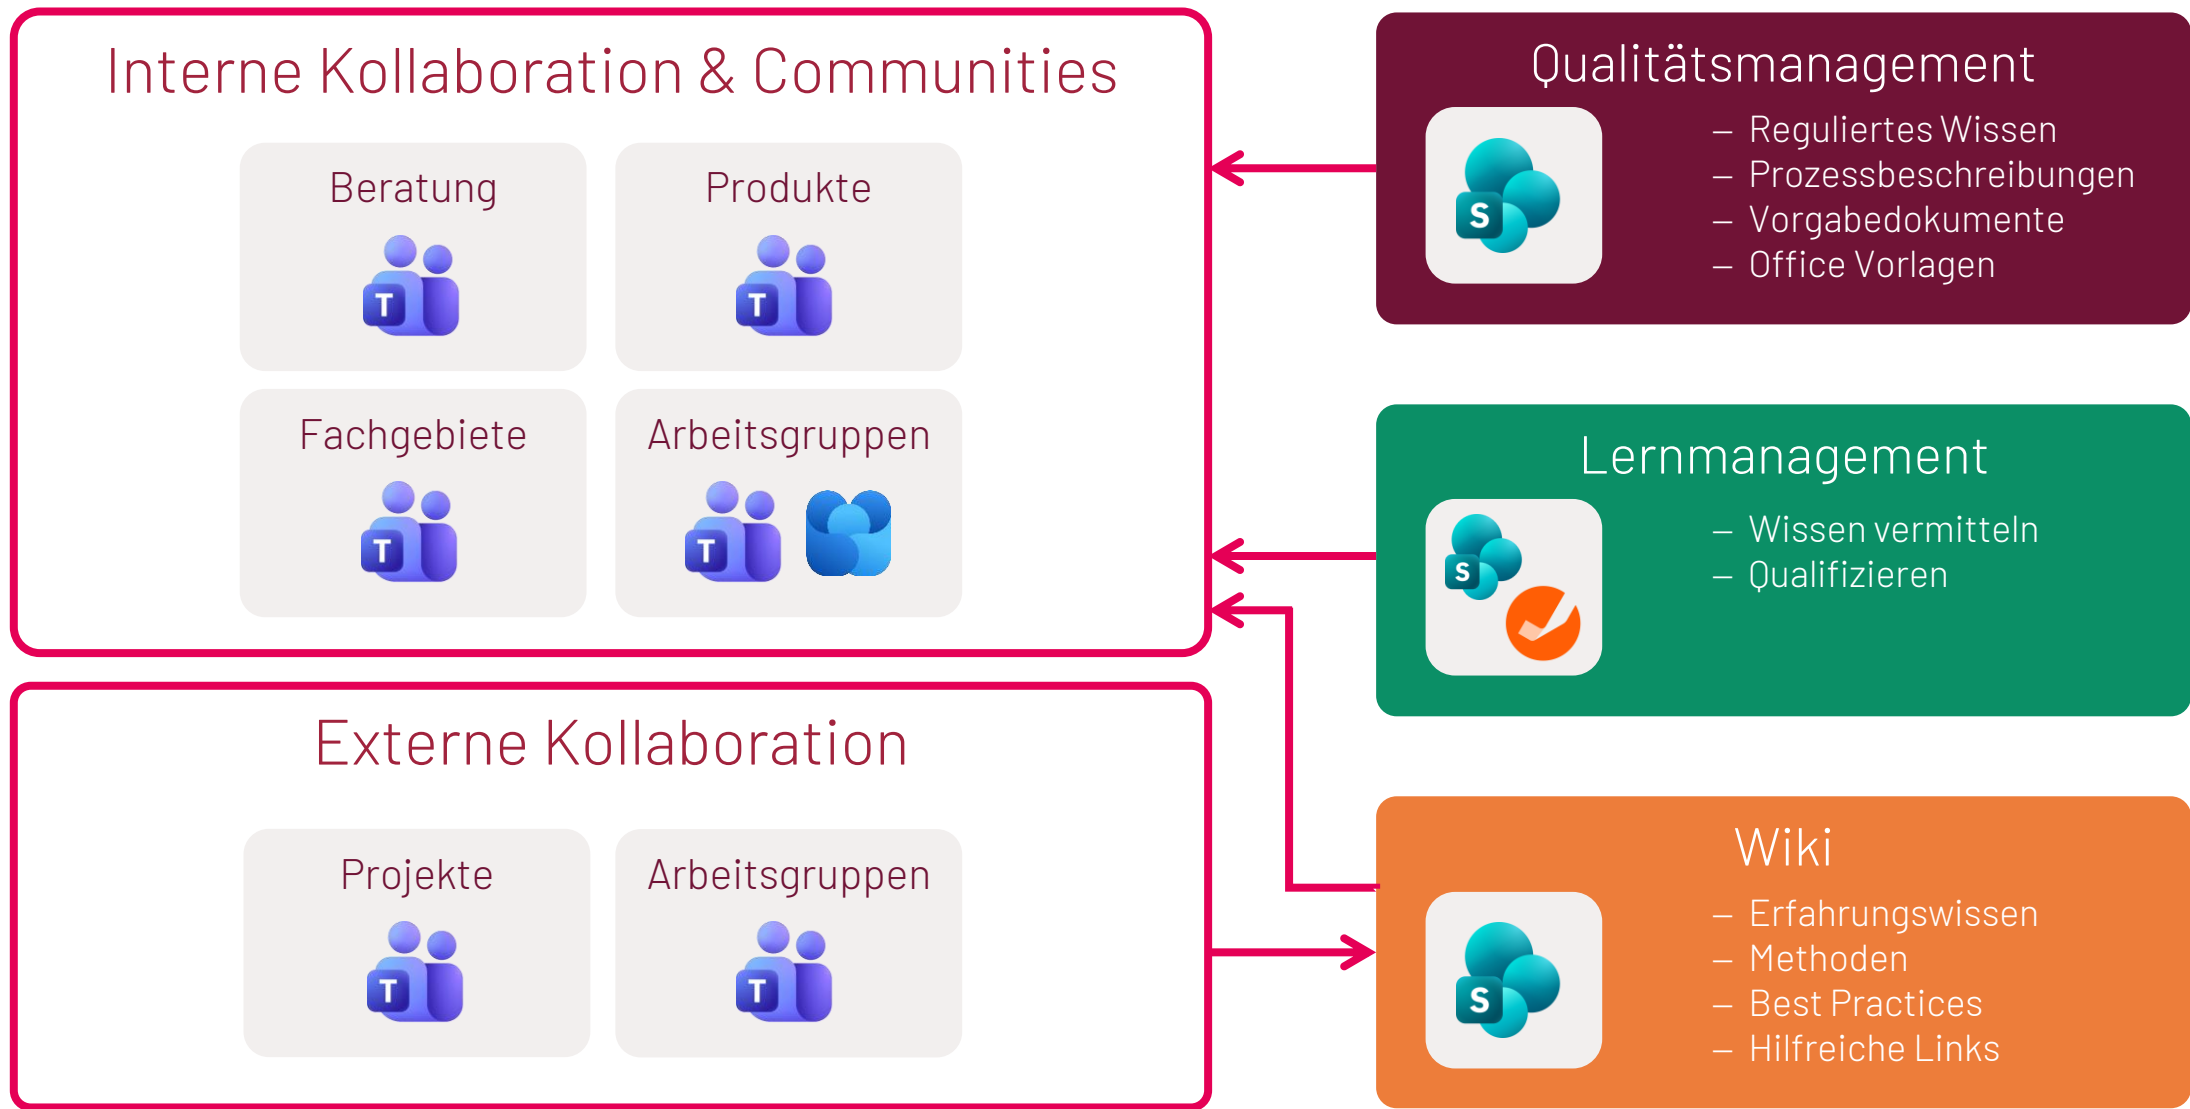 Interne Kollaboration & Communities
Beratung
T
Produkte
T
Fachgebiete
T
Arbeitsgruppen
T
Externe Kollaboration
Projekte
T
Arbeitsgruppen
T
Qualitätsmanagement
S
– Reguliertes Wissen
– Prozessbeschreibungen
– Vorgabedokumente
– Office Vorlagen
Lernmanagement
S
– Wissen vermitteln
– Qualifizieren
Wiki
S
– Erfahrungswissen
– Methoden
– Best Practices
– Hilfreiche Links